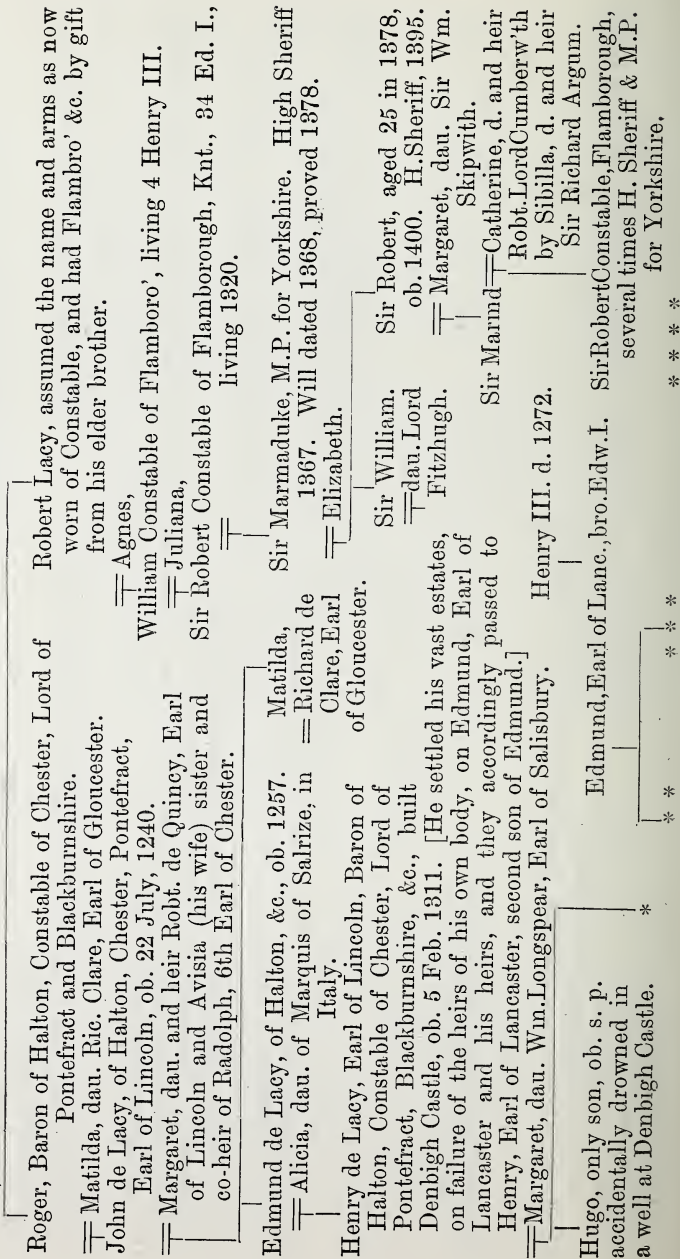 Roger, Baron of Halton, Constable of Chester, Lord of
Pontefract and Blackburnshire.
= Matilda, dau. Ric. Clare, Earl of Gloucester.
John de Lacy, of Halton, Chester, Pontefract,
Earl of Lincoln, ob. 22 July, 1240.
= Margaret, dau. and heir Robt. de Quincy, Earl
of Lincoln and Avisia (his wife) sister and
co-heir of Radolph, 6th Earl of Chester.
Edmund de Lacy, of Halton, &c., ob. 1257.
= Alicia, dau. of Marquis of Salrize, in
Italy.
Matilda,
= Richard de
Clare, Earl
of Gloucester.
Henry de Lacy, Earl of Lincoln, Baron of
Halton, Constable of Chester, Lord of
Pontefract, Blackburnshire, &c., built
Denbigh Castle, ob. 5 Feb. 1311. [He settled his vast estates,
on failure of the heirs of his own body, on Edmund, Earl of
Lancaster and his heirs, and they accordingly passed to
Henry, Earl of Lancaster, second son of Edmund.]
= Margaret, dau. Wm. Longspear, Earl of Salisbury.
Hugo, only son, ob. s. p.
accidentally drowned in
a well at Denbigh Castle.
*
Robert Lacy, assumed the name and arms as now
worn of Constable, and had Flambro' &c. by gift
from his elder brother.
= Agnes,
William Constable of Flamboro', living 4 Henry III.
= Juliana,
Sir Robert Constable of Flamborough, Knt., 34 Ed. I.,
living 1320.
=
Sir Marmaduke, M.P. for Yorkshire. High Sheriff
1367. Will dated 1368, proved 1378.
= Elizabeth.
Sir William.
= dau. Lord
Fitzhugh.
Sir Robert, aged 25 in 1378,
ob. 1400. H. Sheriff, 1395.
= Margaret, dau. Sir Wm.
Skipwith.
Sir Marmd = Catherine, d. and heir
Robt. Lord Cumberw'th
by Sibilla, d. and heir
Sir Richard Argum.
Henry III. d. 1272.
Edmund, Earl of Lanc., bro. Edw. I.
* * * * *
Sir Robert Constable, Flamborough,
several times H. Sheriff & M.P.
for Yorkshire.
* * * *